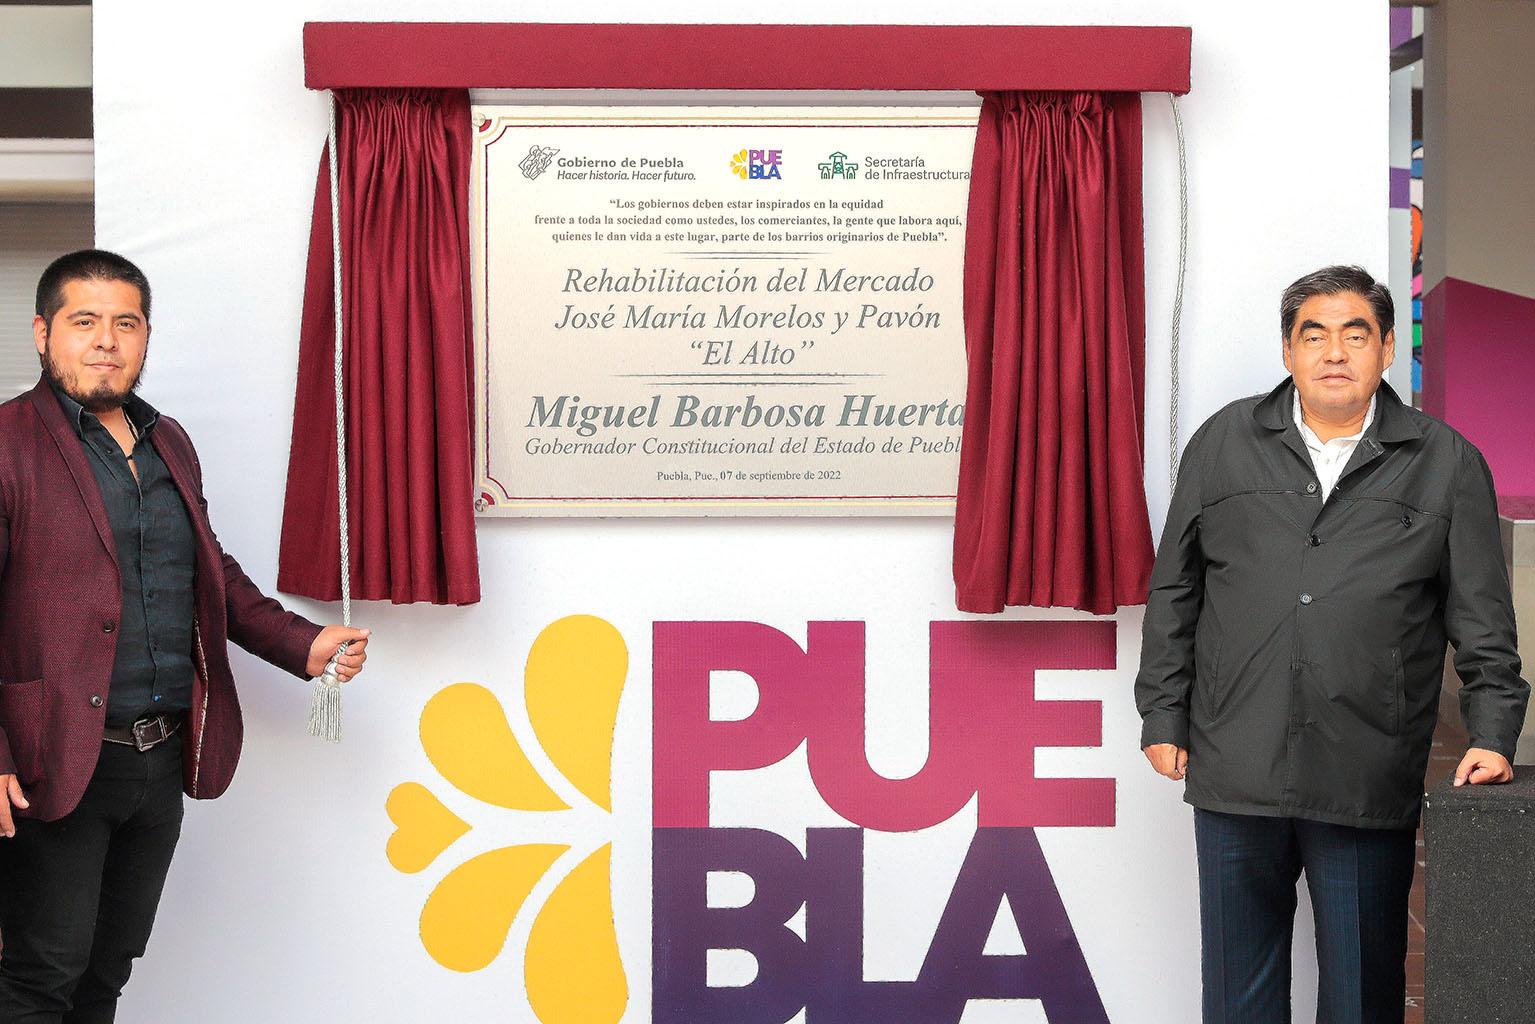 Gobierno de Puebla
Hacer historia. Hacer futuro.
PUE
BLA
Secretaría
de Infraestructura
“Los gobiernos deben estar inspirados en la equidad
frente a toda la sociedad como ustedes, los comerciantes, la gente que labora aquí,
quienes le dan vida a este lugar, parte de los barrios originarios de Puebla”.
Rehabilitación del Mercado
José María Morelos y Pavón
“El Alto”
Miguel Barbosa Huerta
Gobernador Constitucional del Estado de Puebl
Puebla, Pue., 07 de septiembre de 2022
PUE
BLA